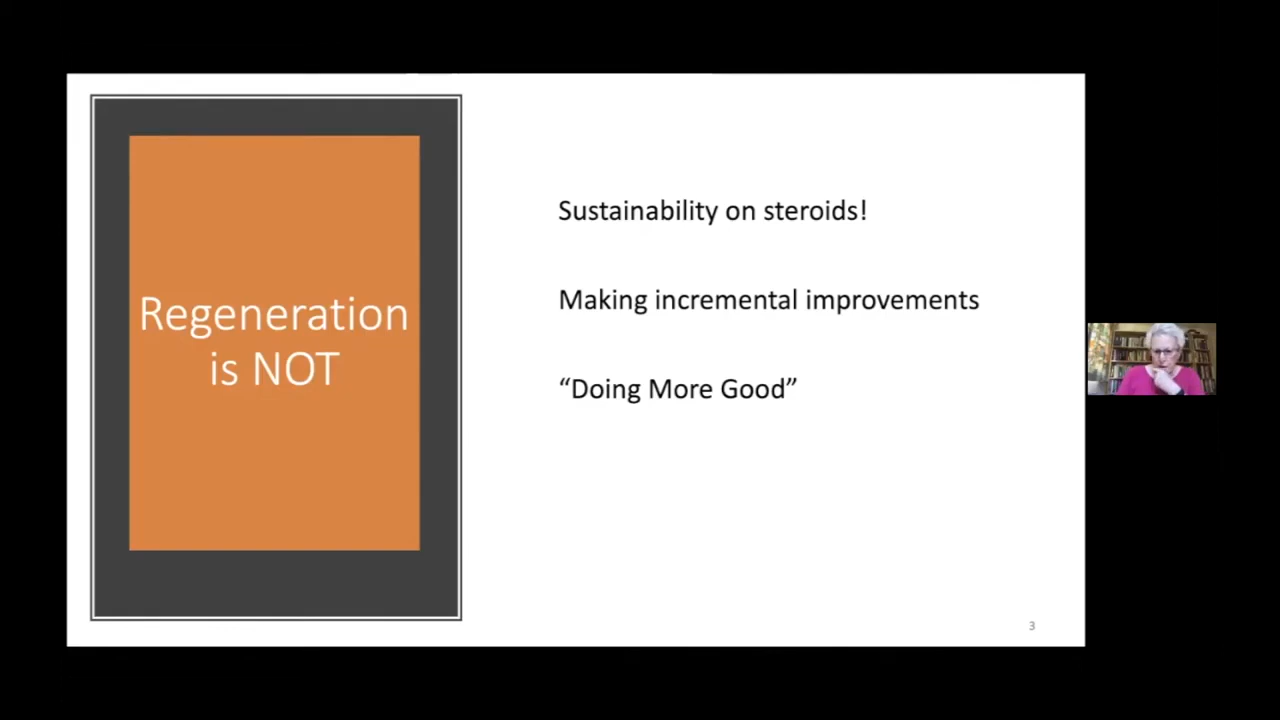 Regeneration
is NOT
Sustainability on steroids!
Making incremental improvements
“Doing More Good”
3